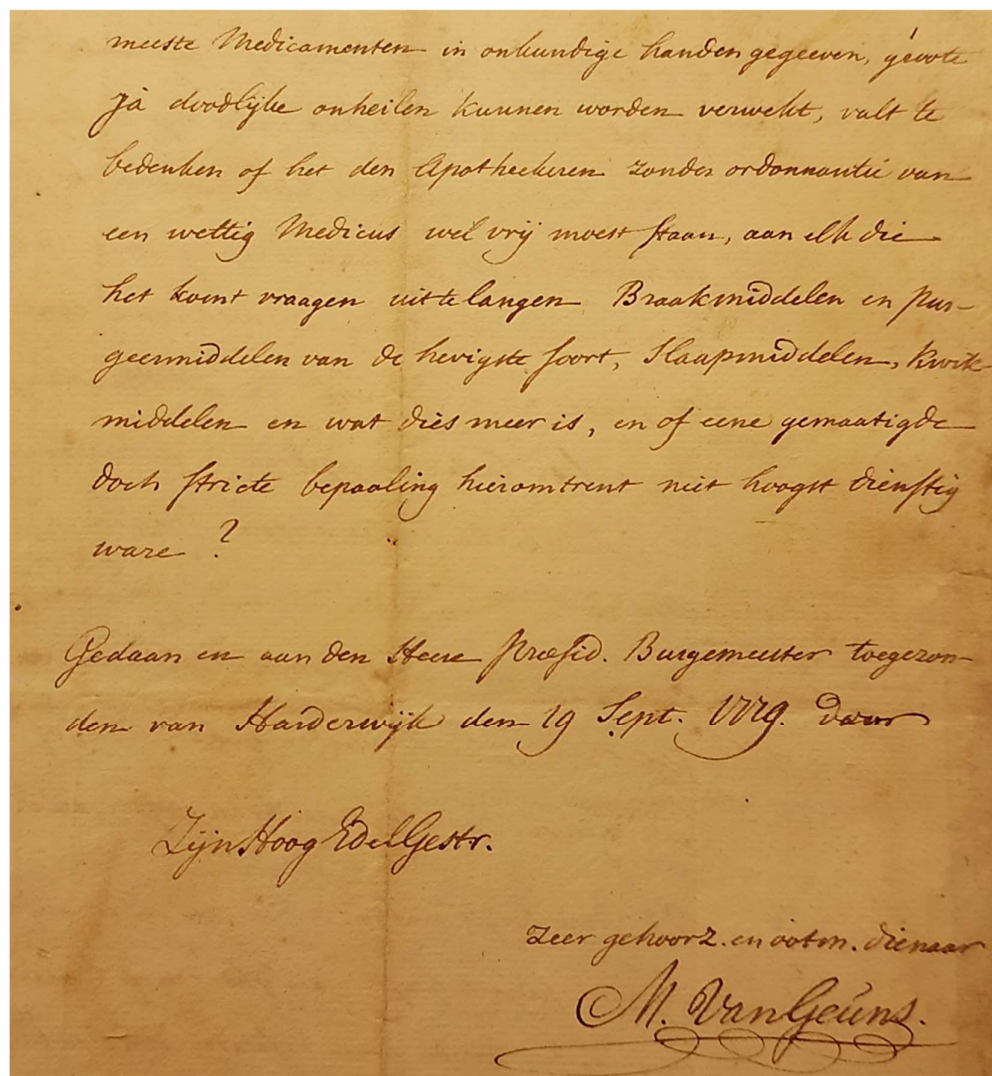 meeste Medicamenten in onkundige handen gegeeven, groote
Ja doodlijke onheilen kunnen worden verwekt, valt te
bedenken of het den Apotheekeren zonder ordonnantie van
een wettig Medicus wel vrij moest staan, aan elk die
het komt vraagen uittelangen Braakmiddelen en Pur-
geermiddelen van de hevigste soort, Slaapmiddelen, kwik-
middelen en wat dies meer is, en of eene gemaatigde
doch stricte bepaaling hieromtrent niet hoogst dienstig
ware ?
Gedaan en aan den Heere Præsid. Burgemeester toegezon-
den van Harderwijk den 19 Sept. 1779. door
Zijn Hoog Edel Gestr.
Zeer gehoorz. en ootm. dienaar
M. Van Geuns.